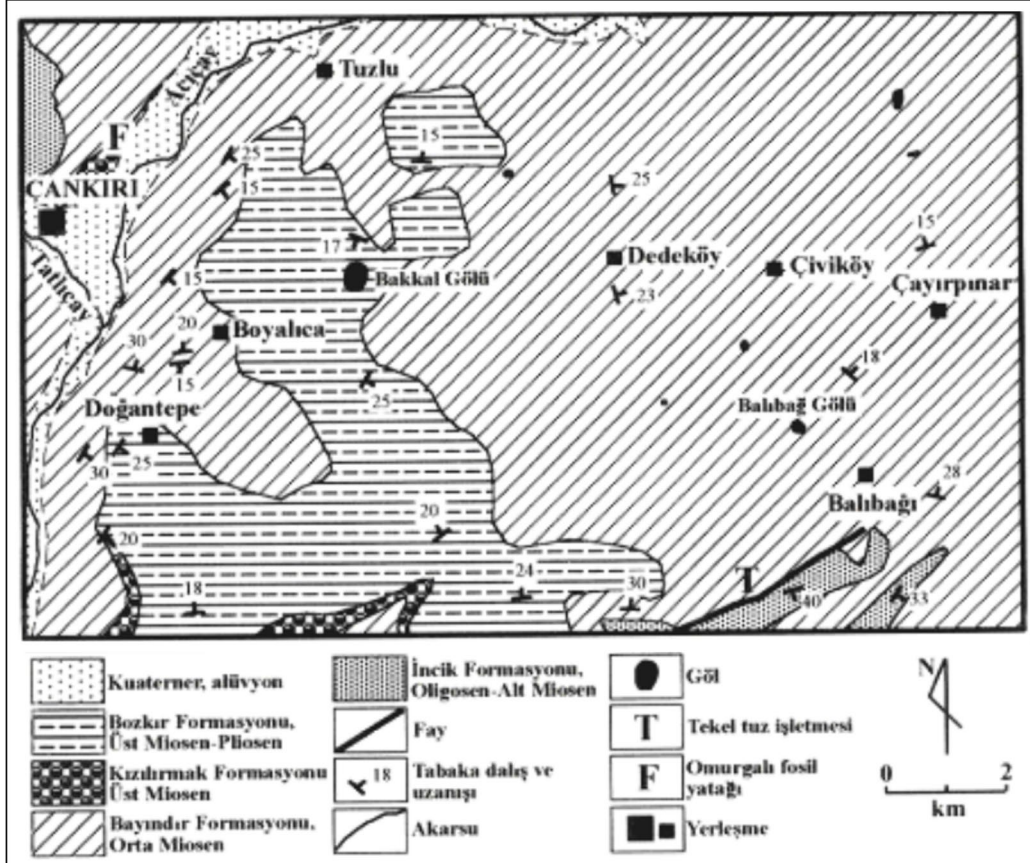 Tuzlu
Acıçay
F
15
25
ÇANKIRI
15
25
15
17
Dedeköy
Çiviköy
Bakkal Gölü
Çayırpınar
Tatlıçay
15
23
20
Boyalıca
30
18
15
25
Doğantepe
Balıbağ Gölü
30
25
28
Balıbağı
20
20
T
18
24
30
40
33
Kuaterner, alüvyon
Bozkır Formasyonu,
Üst Miosen-Pliosen
Kızılırmak Formasyonu
Üst Miosen
Bayındır Formasyonu,
Orta Miosen
İncik Formasyonu,
Oligosen-Alt Miosen
Fay
18
Tabaka dalış ve
uzanışı
Akarsu
Göl
T
Tekel tuz işletmesi
F
Omurgalı fosil
yatağı
Yerleşme
N
0 2
km